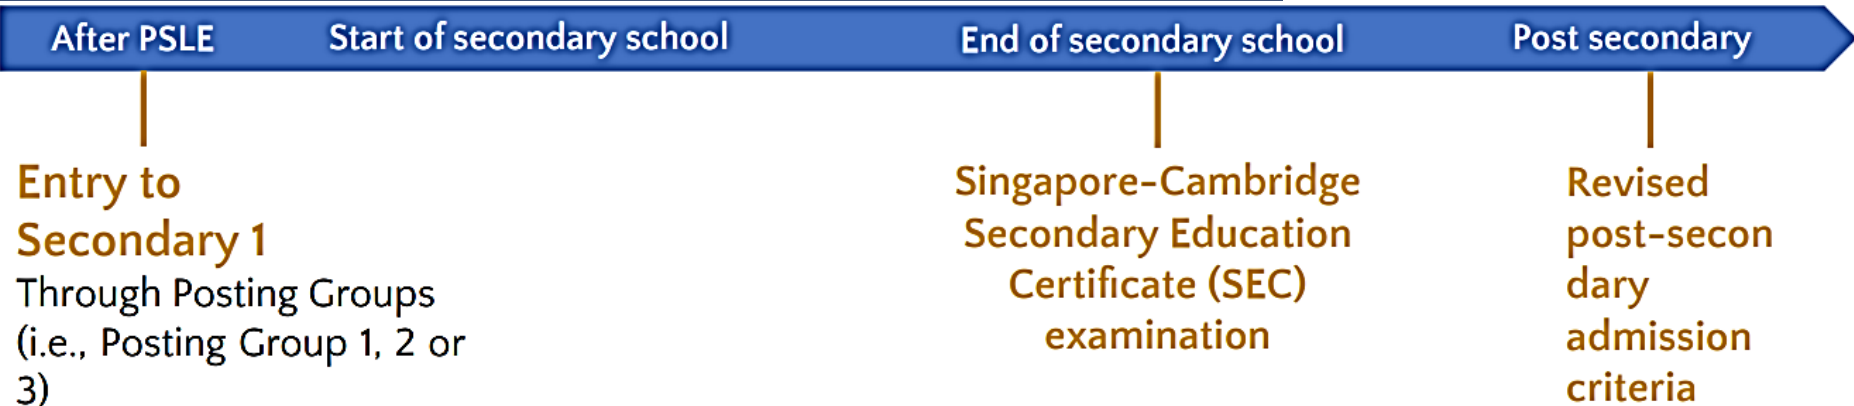 After PSLE
Start of secondary school
End of secondary school
Post secondary
Entry to
Secondary 1
Through Posting Groups
(i.e., Posting Group 1, 2 or
3)
Singapore-Cambridge
Secondary Education
Certificate (SEC)
examination
Revised
post-secon
dary
admission
criteria